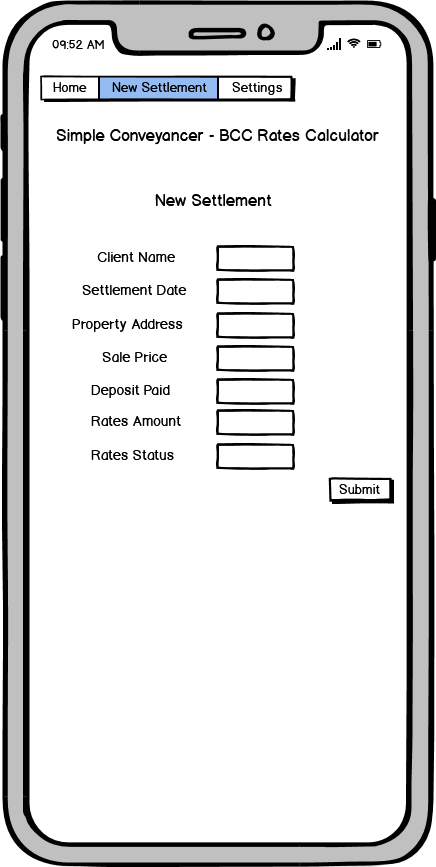 09:52 AM
Home New Settlement Settings
Simple Conveyancer - BCC Rates Calculator
New Settlement
Client Name
Settlement Date
Property Address
Sale Price
Deposit Paid
Rates Amount
Rates Status
Submit